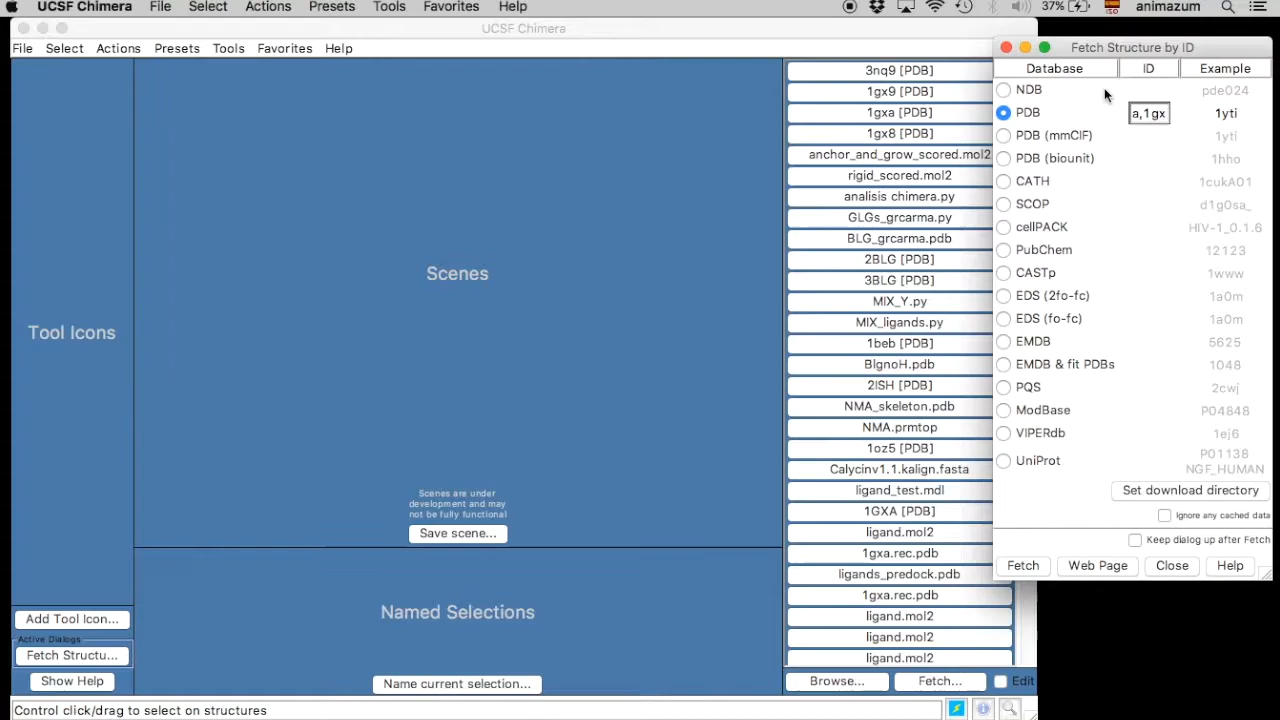 UCSF Chimera File Select Actions Presets Tools Favorites Help 37% animazum
UCSF Chimera
File Select Actions Presets Tools Favorites Help
Tool Icons
Add Tool Icon...
Active Dialogs
Fetch Structu...
Show Help
Scenes
Scenes are under
development and may
not be fully functional
Save scene...
Named Selections
Name current selection...
3nq9 [PDB]
1gx9 [PDB]
1gxa [PDB]
1gx8 [PDB]
anchor_and_grow_scored.mol2
rigid_scored.mol2
analisis chimera.py
GLGs_grcarma.py
BLG_grcarma.pdb
2BLG [PDB]
3BLG [PDB]
MIX_Y.py
MIX_ligands.py
1beb [PDB]
BlgnoH.pdb
2ISH [PDB]
NMA_skeleton.pdb
NMA.prmtop
1oz5 [PDB]
Calycinv1.1.kalign.fasta
ligand_test.mdl
1GXA [PDB]
ligand.mol2
1gxa.rec.pdb
ligands_predock.pdb
1gxa.rec.pdb
ligand.mol2
ligand.mol2
ligand.mol2
Browse... Fetch... Edit
Control click/drag to select on structures
Fetch Structure by ID
Database ID Example
NDB pde024
PDB a,1gx 1yti
PDB (mmCIF) 1yti
PDB (biounit) 1hho
CATH 1cukA01
SCOP d1g0sa_
cellPACK HIV-1_0.1.6
PubChem 12123
CASTp 1www
EDS (2fo-fc) 1a0m
EDS (fo-fc) 1a0m
EMDB 5625
EMDB & fit PDBs 1048
PQS 2cwj
ModBase P04848
VIPERdb 1ej6
UniProt P01138
NGF_HUMAN
Set download directory
Ignore any cached data
Keep dialog up after Fetch
Fetch Web Page Close Help